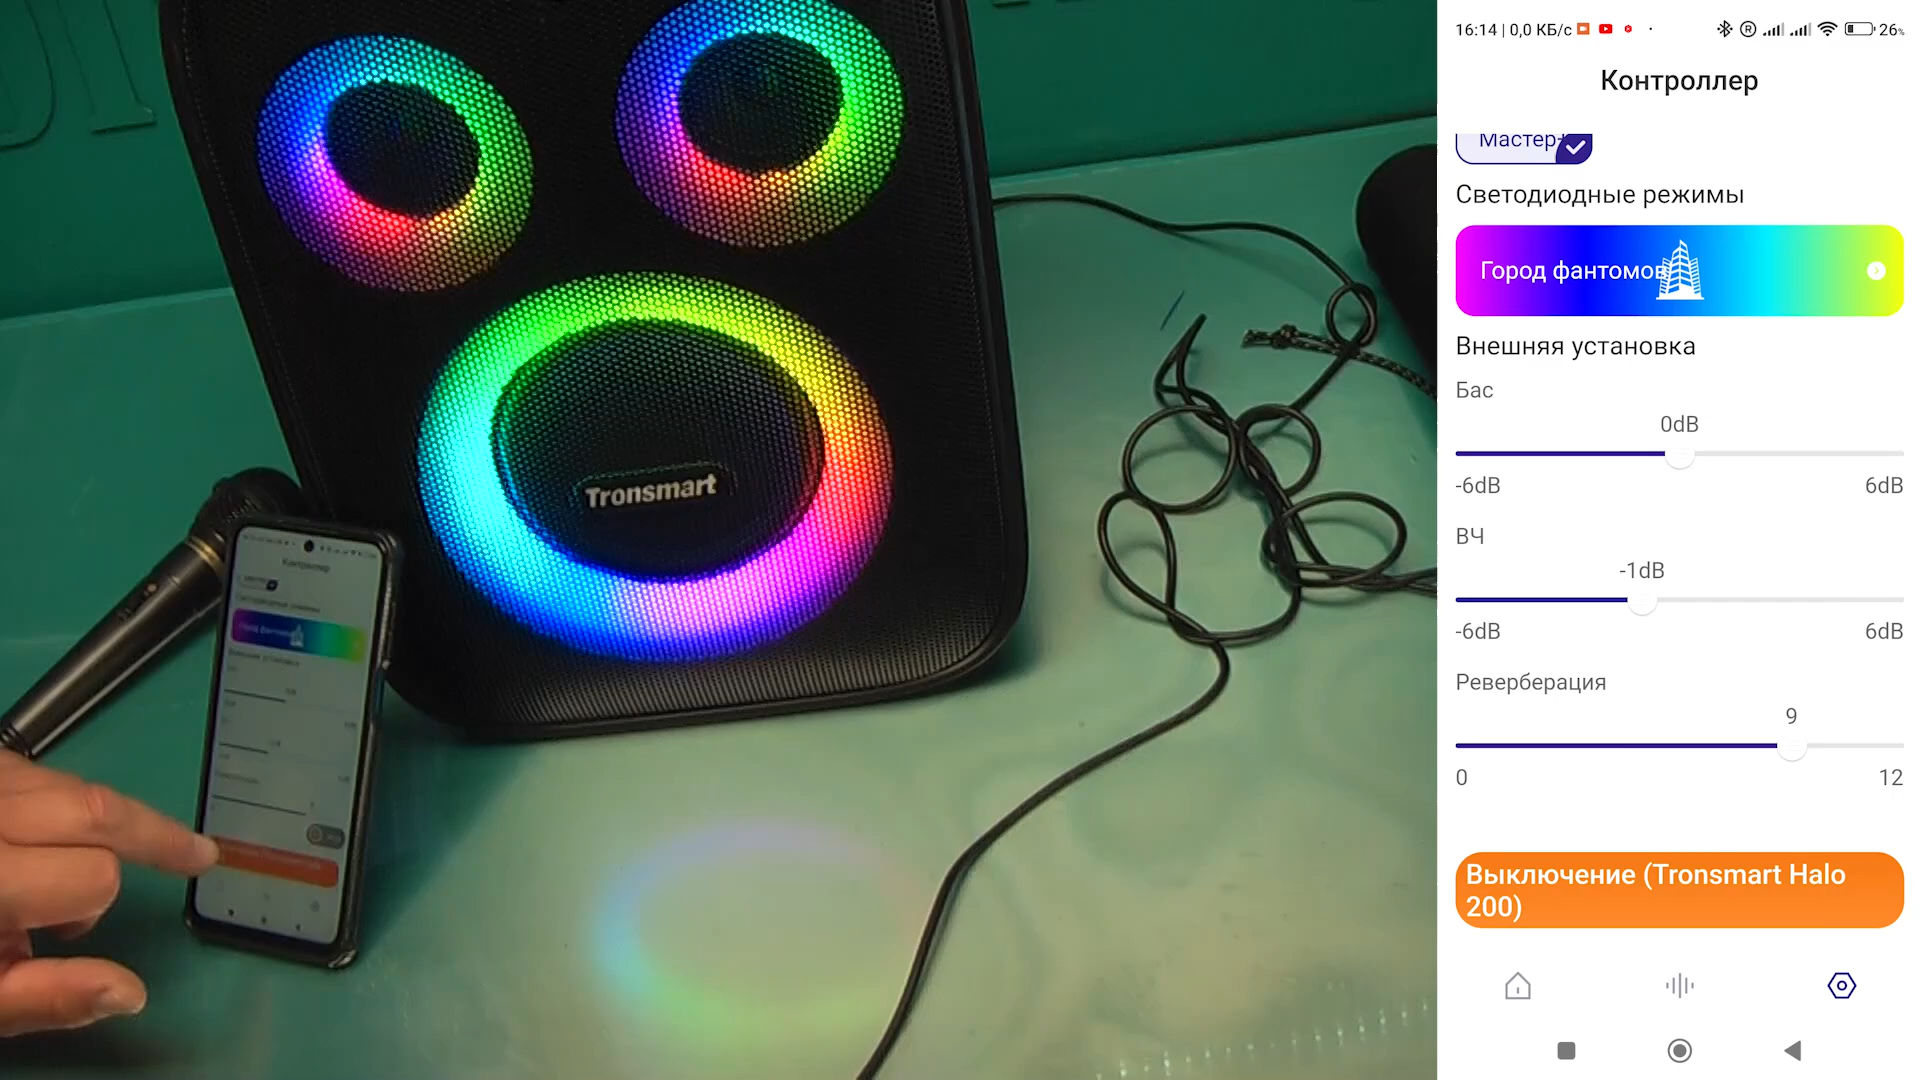 Tronsmart
16:14 | 0,0 КБ/с
26%
Контроллер
Мастер-
Светодиодные режимы
Город фантомов
Внешняя установка
Бас
0dB
-6dB 6dB
ВЧ
-1dB
-6dB 6dB
Реверберация
9
0 12
Выключение (Tronsmart Halo
200)